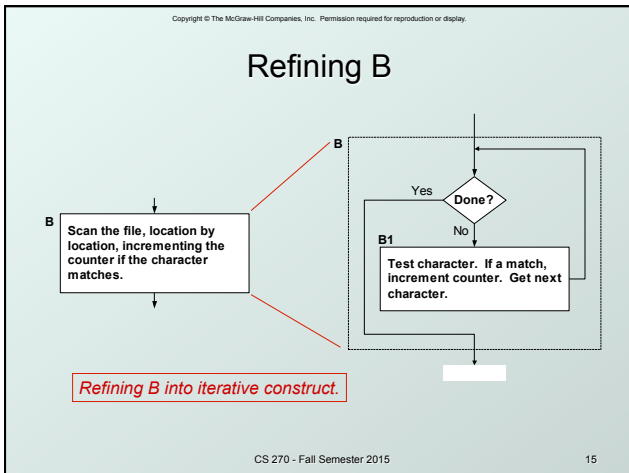 Copyright © The McGraw-Hill Companies, Inc. Permission required for reproduction or display.
Refining B
B
Scan the file, location by
location, incrementing the
counter if the character
matches.
B
Yes
Done?
No
B1
Test character. If a match,
increment counter. Get next
character.
Refining B into iterative construct.
CS 270 - Fall Semester 2015
15